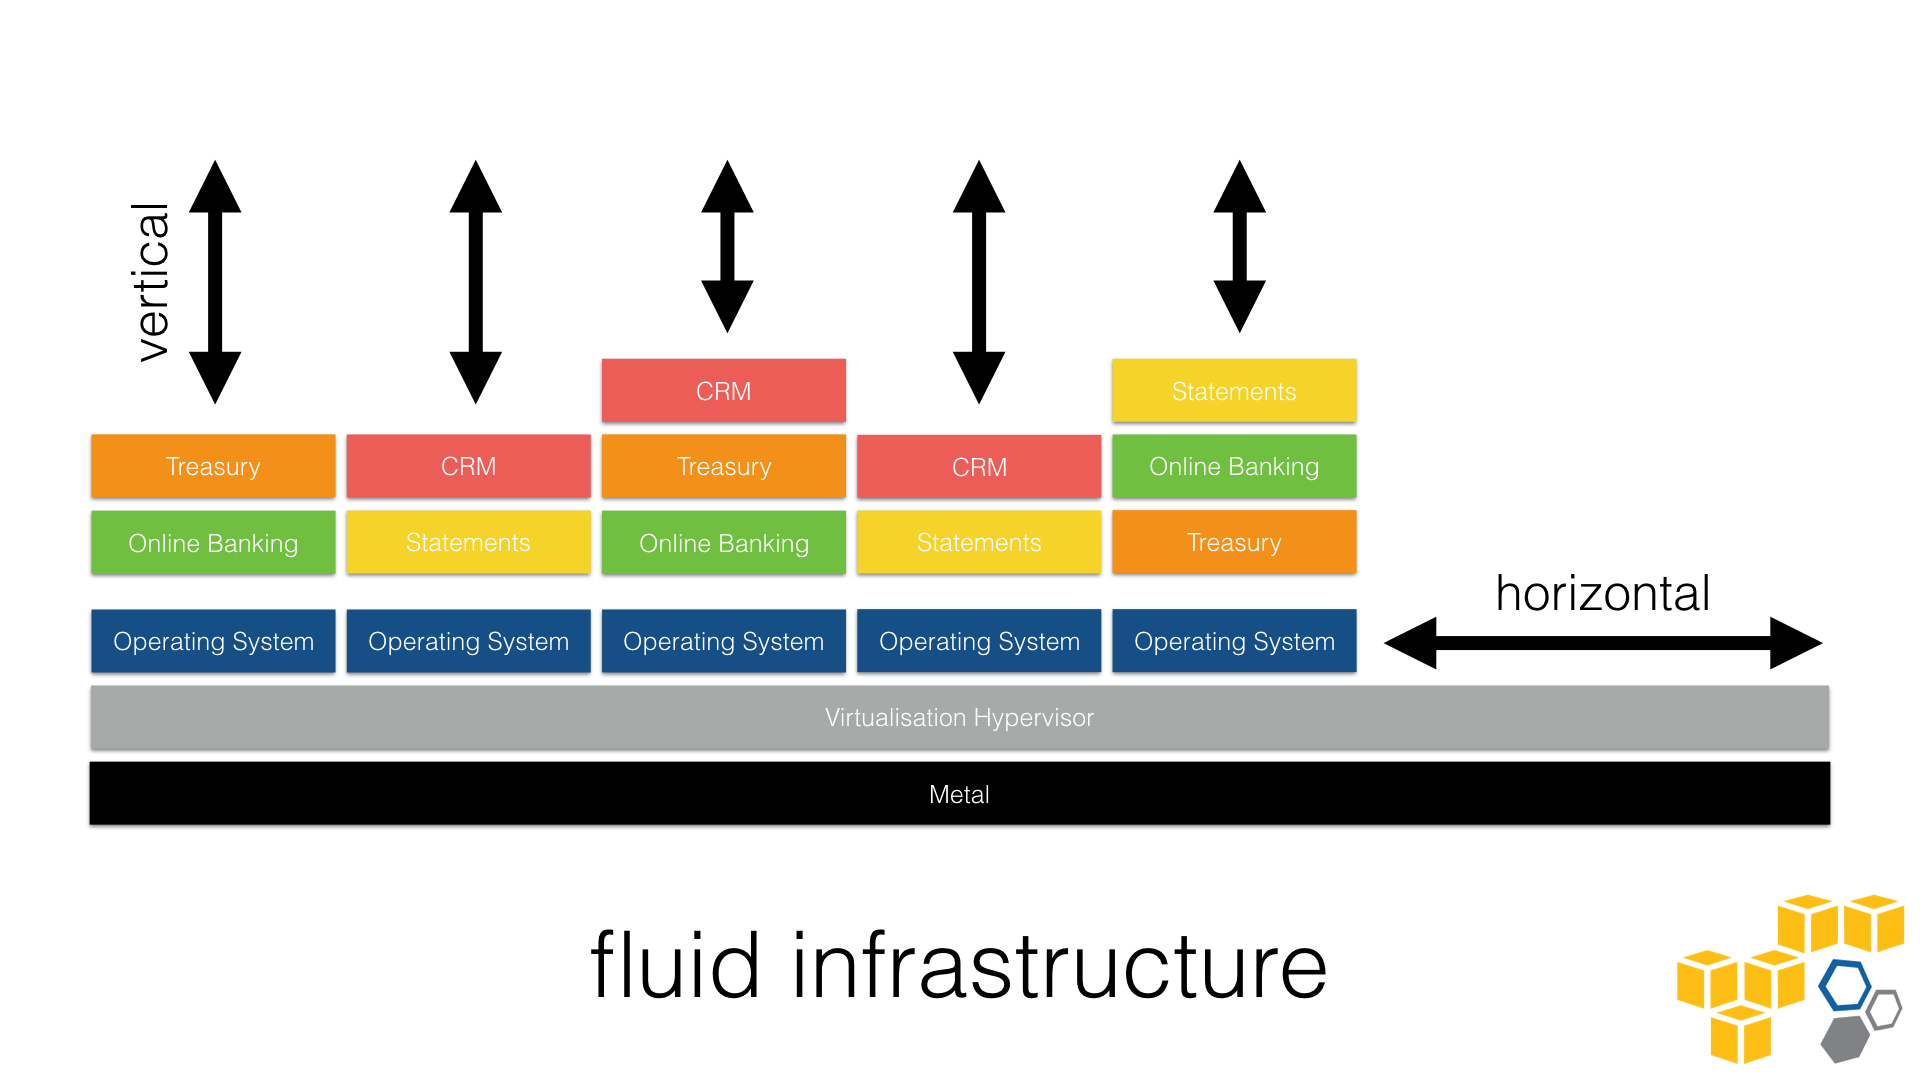 vertical
CRM
Statements
Treasury
CRM
Treasury
CRM
Online Banking
Online Banking
Statements
Online Banking
Statements
Treasury
horizontal
Operating System
Operating System
Operating System
Operating System
Operating System
Virtualisation Hypervisor
Metal
fluid infrastructure